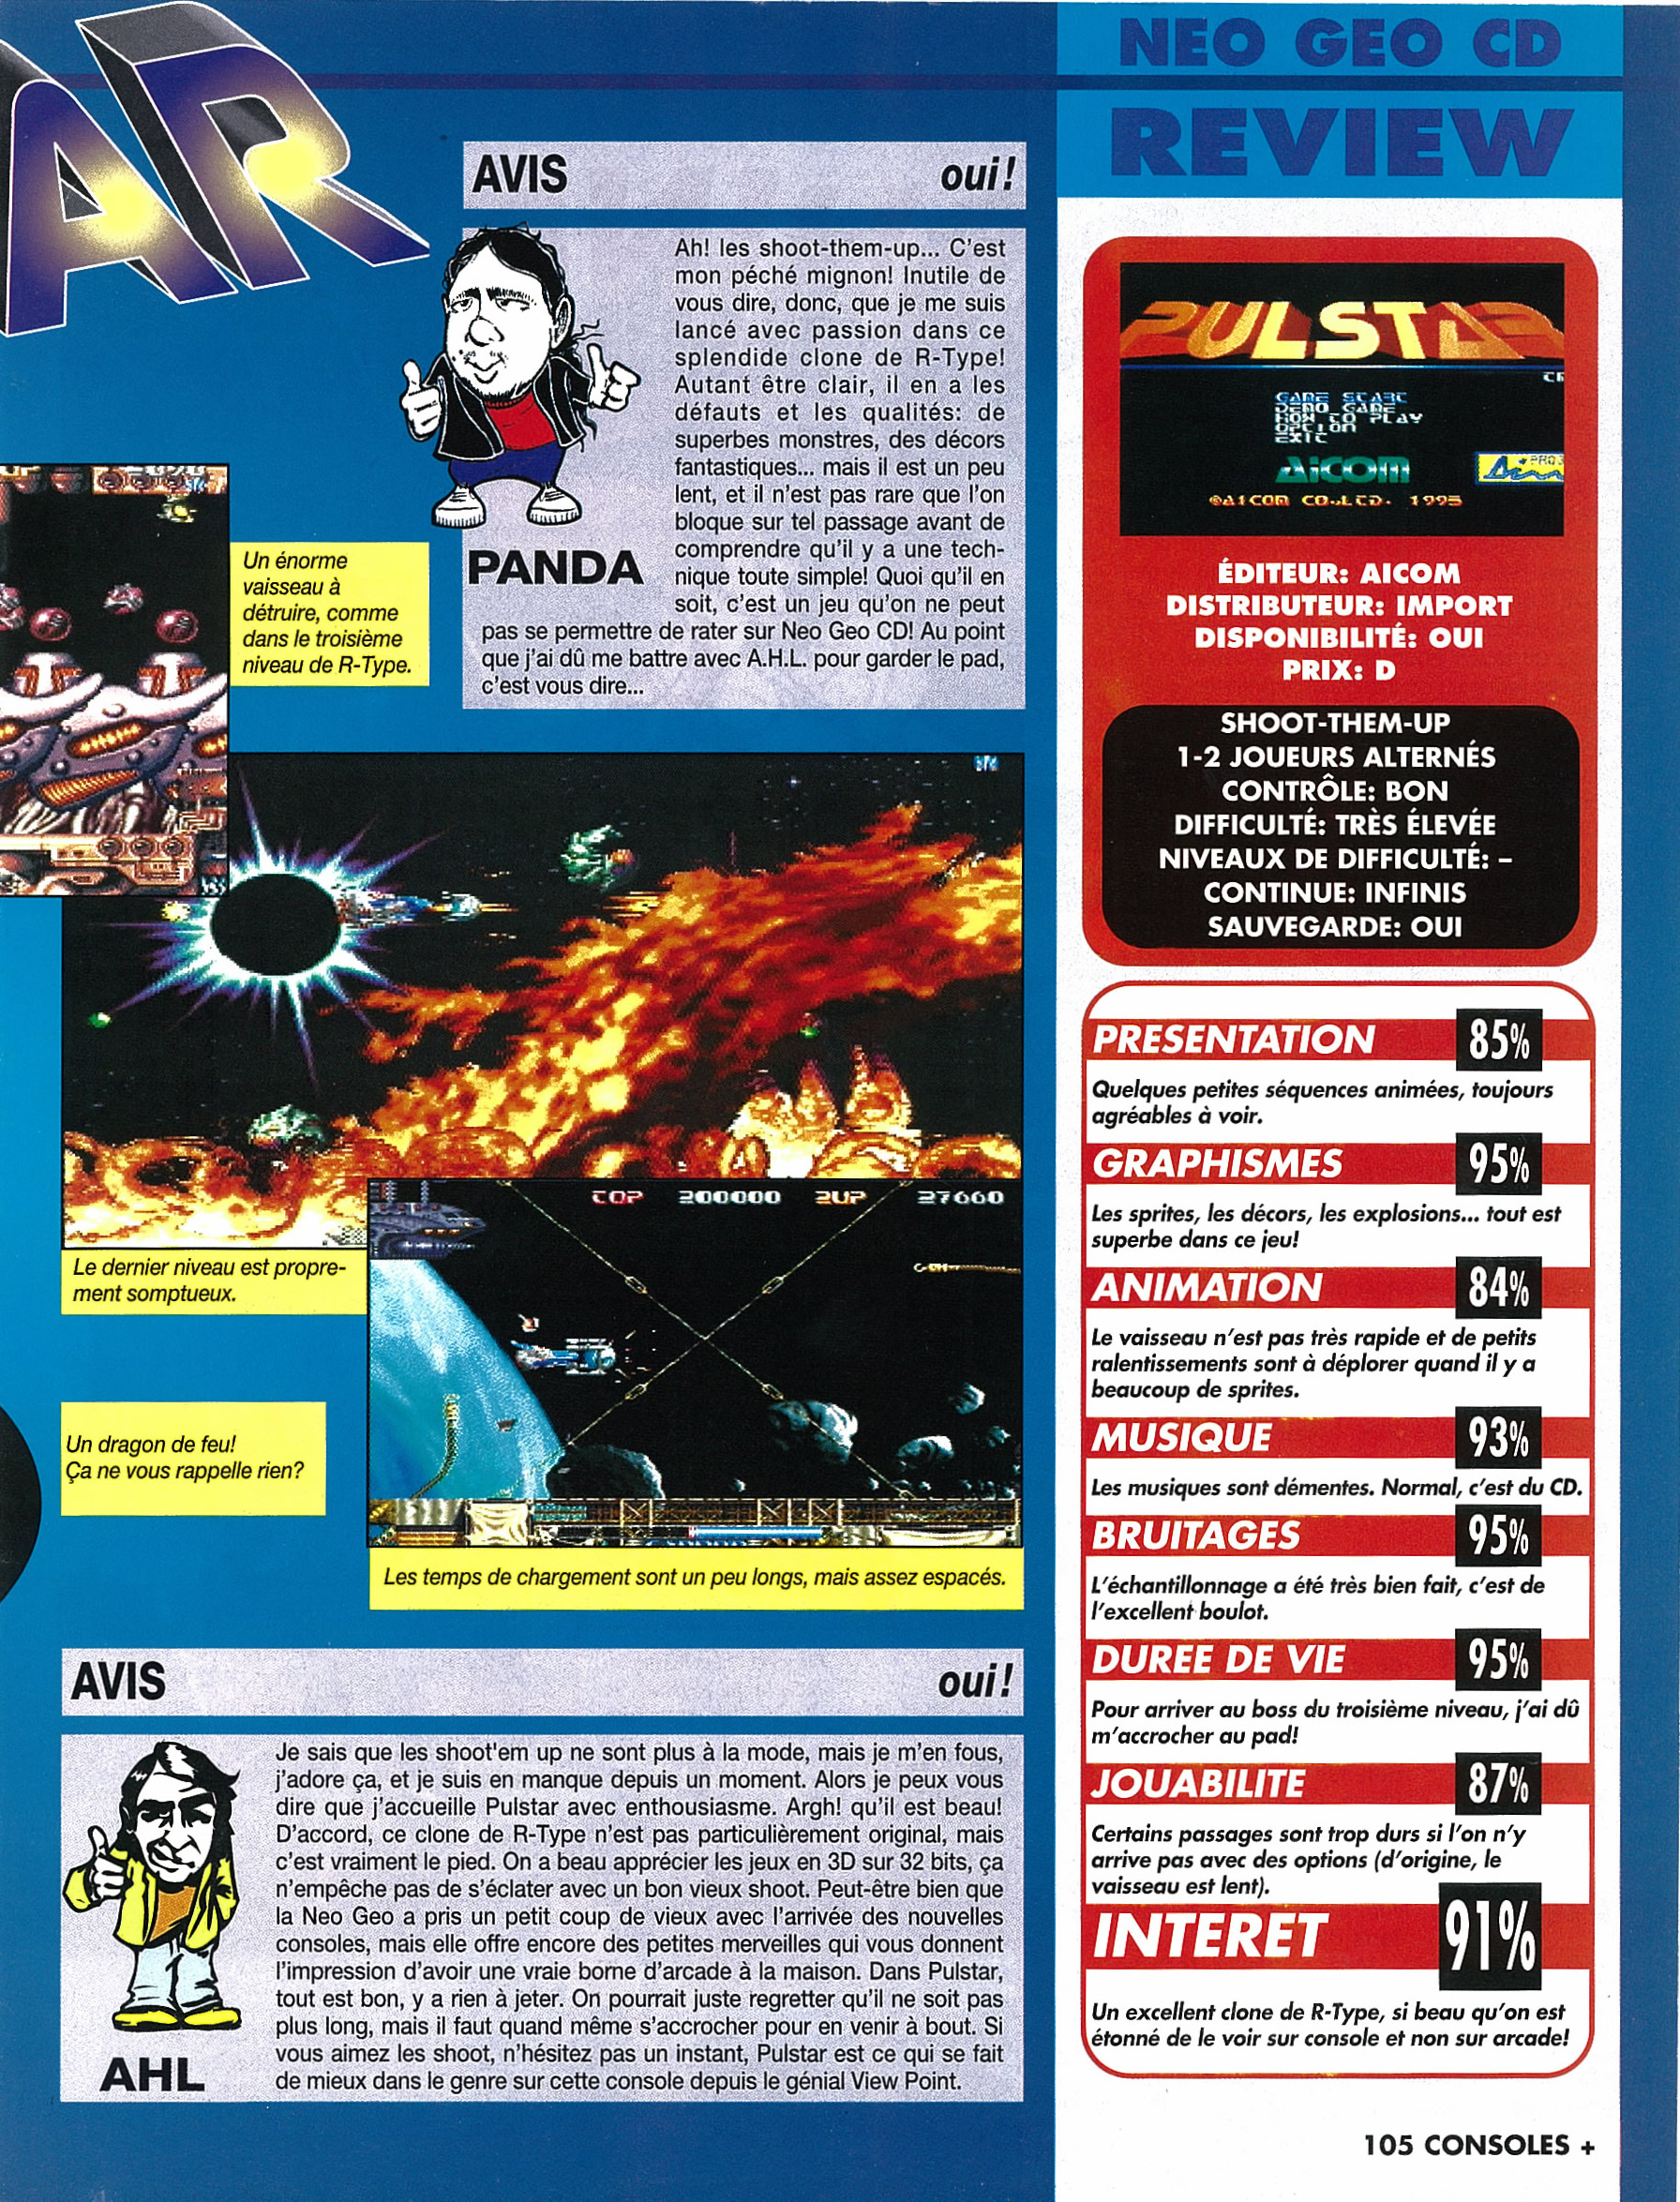 AR
NEO GEO CD
REVIEW
AVIS
oui!
Ah! les shoot-them-up... C'est
mon péché mignon! Inutile de
vous dire, donc, que je me suis
lancé avec passion dans ce
splendide clone de R-Type!
Autant être clair, il en a les
défauts et les qualités: de
superbes monstres, des décors
fantastiques... mais il est un peu
lent, et il n'est pas rare que l'on
bloque sur tel passage avant de
comprendre qu'il y a une tech-
nique toute simple! Quoi qu'il en
soit, c'est un jeu qu'on ne peut
pas se permettre de rater sur Neo Geo CD! Au point
que j'ai dû me battre avec A.H.L. pour garder le pad,
c'est vous dire...
PANDA
Un énorme
vaisseau à
détruire, comme
dans le troisième
niveau de R-Type.
Le dernier niveau est propre-
ment somptueux.
TOP 200000 2UP 27660
Un dragon de feu!
Ça ne vous rappelle rien?
Les temps de chargement sont un peu longs, mais assez espacés.
AVIS
oui!
Je sais que les shoot'em up ne sont plus à la mode, mais je m'en fous,
j'adore ça, et je suis en manque depuis un moment. Alors je peux vous
dire que j'accueille Pulstar avec enthousiasme. Argh! qu'il est beau!
D'accord, ce clone de R-Type n'est pas particulièrement original, mais
c'est vraiment le pied. On a beau apprécier les jeux en 3D sur 32 bits, ça
n'empêche pas de s'éclater avec un bon vieux shoot. Peut-être bien que
la Neo Geo a pris un petit coup de vieux avec l'arrivée des nouvelles
consoles, mais elle offre encore des petites merveilles qui vous donnent
l'impression d'avoir une vraie borne d'arcade à la maison. Dans Pulstar,
tout est bon, y a rien à jeter. On pourrait juste regretter qu'il ne soit pas
plus long, mais il faut quand même s'accrocher pour en venir à bout. Si
vous aimez les shoot, n'hésitez pas un instant, Pulstar est ce qui se fait
de mieux dans le genre sur cette console depuis le génial View Point.
AHL
PULSTAR
GAME START
DEMO GAME
HOW TO PLAY
OPTION
EXIT
AICOM
©AICOM CO.,LTD. 1995
ÉDITEUR: AICOM
DISTRIBUTEUR: IMPORT
DISPONIBILITÉ: OUI
PRIX: D
SHOOT-THEM-UP
1-2 JOUEURS ALTERNÉS
CONTRÔLE: BON
DIFFICULTÉ: TRÈS ÉLEVÉE
NIVEAUX DE DIFFICULTÉ: –
CONTINUE: INFINIS
SAUVEGARDE: OUI
PRESENTATION 85%
Quelques petites séquences animées, toujours
agréables à voir.
GRAPHISMES 95%
Les sprites, les décors, les explosions... tout est
superbe dans ce jeu!
ANIMATION 84%
Le vaisseau n'est pas très rapide et de petits
ralentissements sont à déplorer quand il y a
beaucoup de sprites.
MUSIQUE 93%
Les musiques sont démentes. Normal, c'est du CD.
BRUITAGES 95%
L'échantillonnage a été très bien fait, c'est de
l'excellent boulot.
DUREE DE VIE 95%
Pour arriver au boss du troisième niveau, j'ai dû
m'accrocher au pad!
JOUABILITE 87%
Certains passages sont trop durs si l'on n'y
arrive pas avec des options (d'origine, le
vaisseau est lent).
INTERET 91%
Un excellent clone de R-Type, si beau qu'on est
étonné de le voir sur console et non sur arcade!
105 CONSOLES +